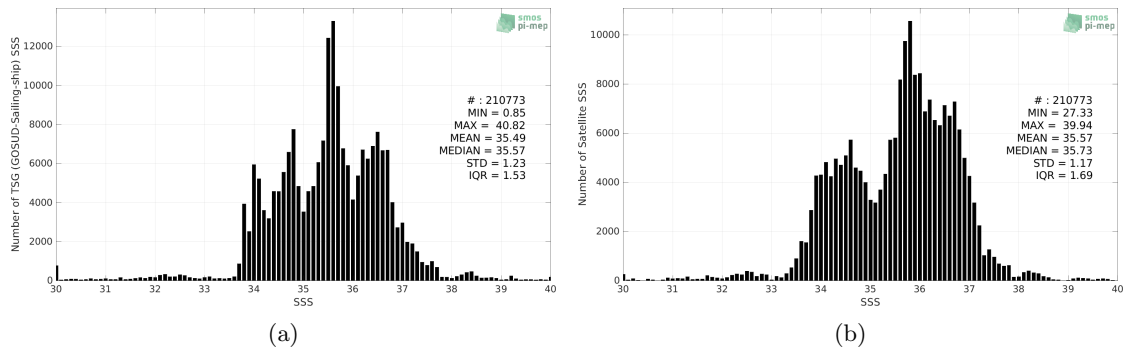 smos
pi-mep
12000
10000
8000
6000
4000
2000
0
Number of TSG (GOSUD-Sailing-ship) SSS
# : 210773
MIN = 0.85
MAX = 40.82
MEAN = 35.49
MEDIAN = 35.57
STD = 1.23
IQR = 1.53
30 31 32 33 34 35 36 37 38 39 40
SSS
(a)
smos
pi-mep
10000
8000
6000
4000
2000
0
Number of Satellite SSS
# : 210773
MIN = 27.33
MAX = 39.94
MEAN = 35.57
MEDIAN = 35.73
STD = 1.17
IQR = 1.69
30 31 32 33 34 35 36 37 38 39 40
SSS
(b)